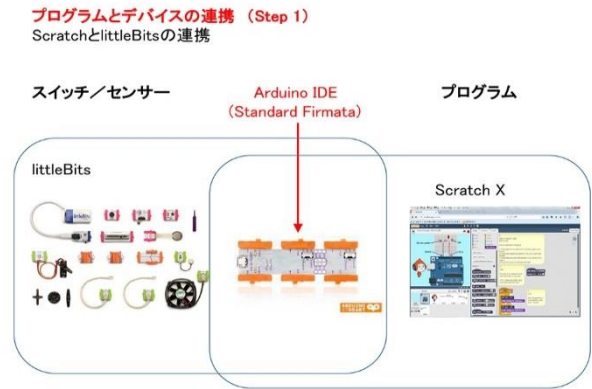 プログラムとデバイスの連携 (Step 1)
ScratchとlittleBitsの連携
スイッチ/センサー
Arduino IDE
(Standard Firmata)
プログラム
littleBits
Scratch X